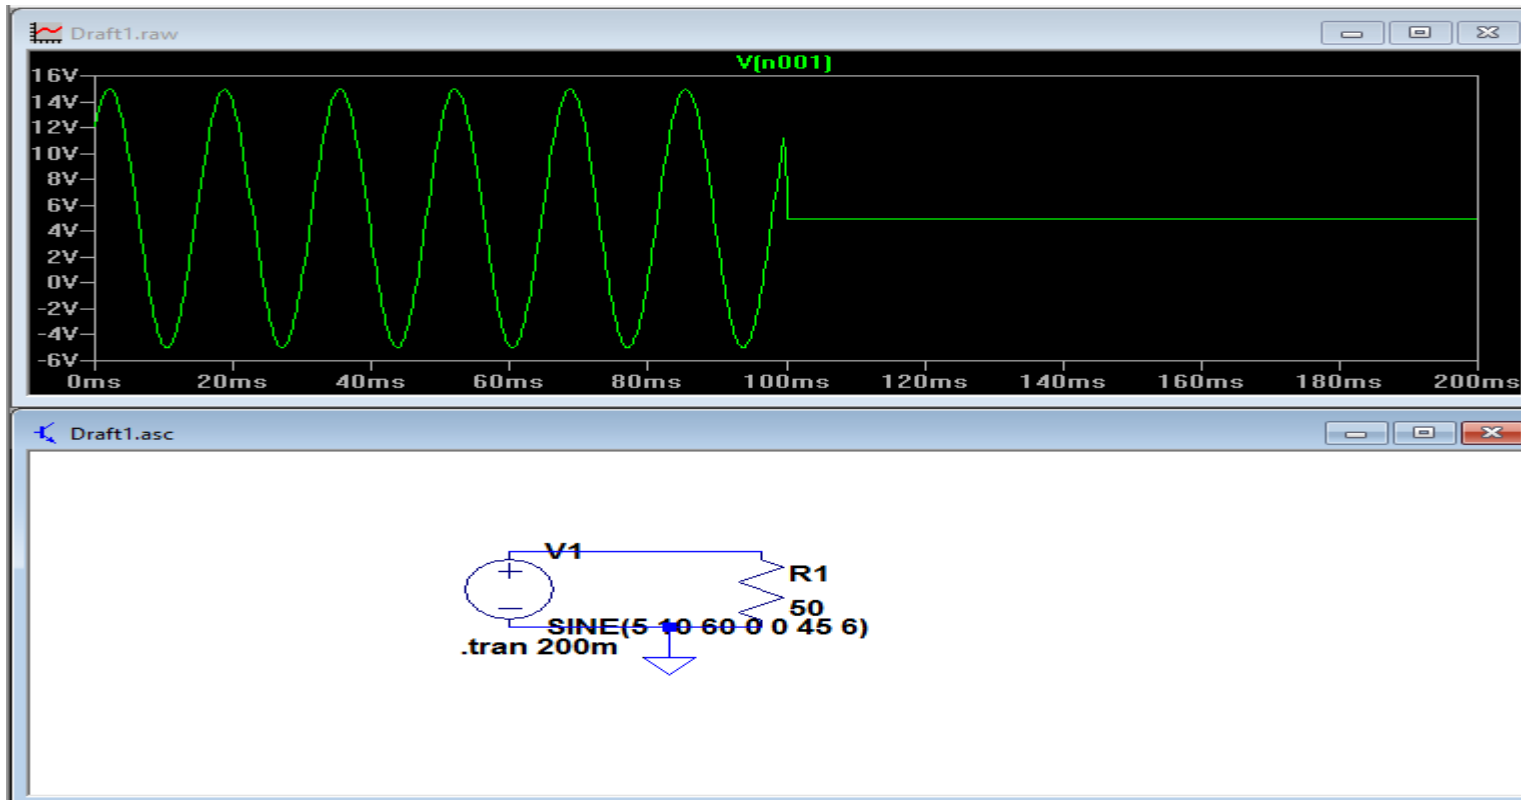 Draft1.raw
V(n001)
16V
14V
12V
10V
8V
6V
4V
2V
0V
-2V
-4V
-6V
0ms 20ms 40ms 60ms 80ms 100ms 120ms 140ms 160ms 180ms 200ms
Draft1.asc
V1
R1
50
SINE(5 10 60 0 0 45 6)
.tran 200m